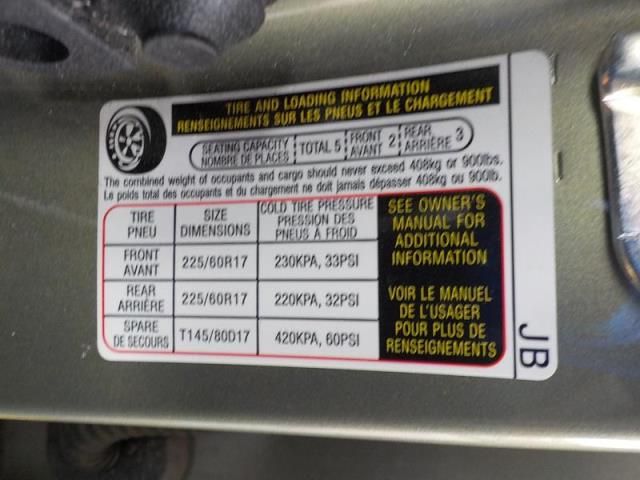 TIRE AND LOADING INFORMATION
RENSEIGNEMENTS SUR LES PNEUS ET LE CHARGEMENT
SEATING CAPACITY
NOMBRE DE PLACES
TOTAL 5
FRONT
AVANT 2
REAR
ARRIÈRE 3
The combined weight of occupants and cargo should never exceed 408kg or 900lbs.
Le poids total des occupants et du chargement ne doit jamais dépasser 408kg ou 900lb.
TIRE
PNEU
SIZE
DIMENSIONS
COLD TIRE PRESSURE
PRESSION DES
PNEUS À FROID
SEE OWNER'S
MANUAL FOR
ADDITIONAL
INFORMATION
FRONT
AVANT
225/60R17
230KPA, 33PSI
REAR
ARRIÈRE
225/60R17
220KPA, 32PSI
SPARE
DE SECOURS
T145/80D17
420KPA, 60PSI
VOIR LE MANUEL
DE L'USAGER
POUR PLUS DE
RENSEIGNEMENTS
JB